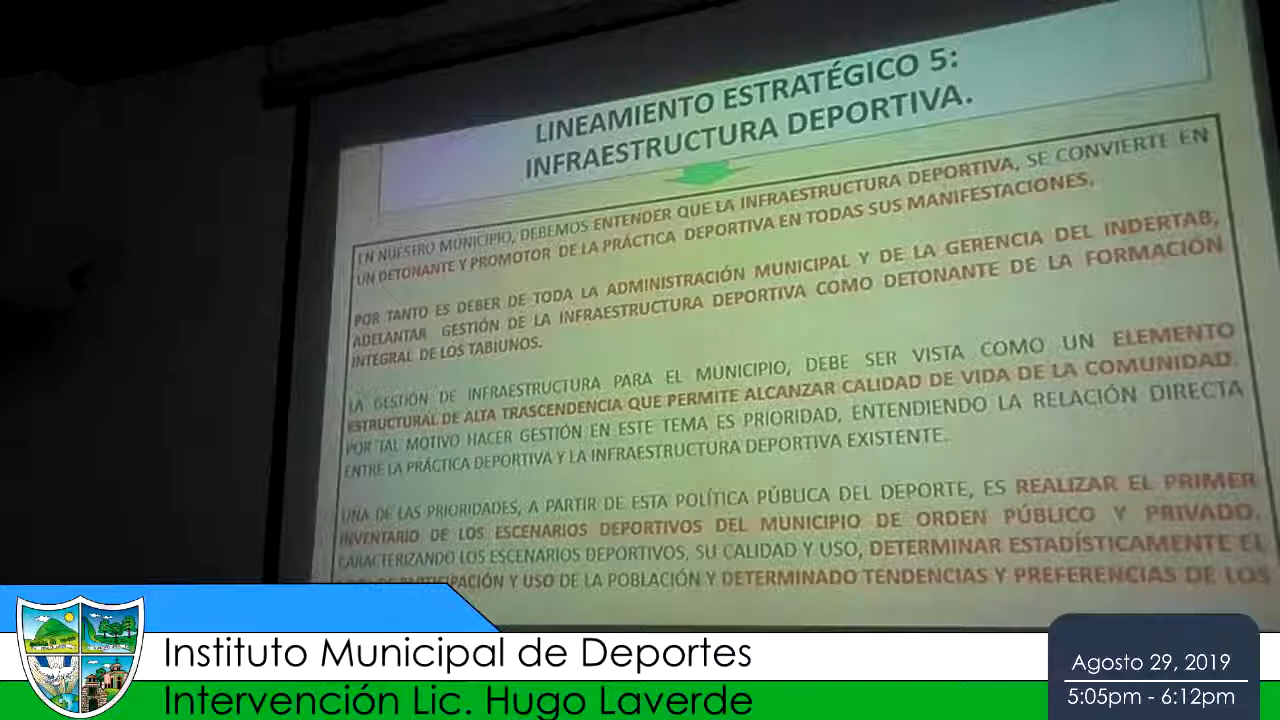 LINEAMIENTO ESTRATÉGICO 5:
INFRAESTRUCTURA DEPORTIVA.
EN NUESTRO MUNICIPIO, DEBEMOS ENTENDER QUE LA INFRAESTRUCTURA DEPORTIVA, SE CONVIERTE EN
UN DETONANTE Y PROMOTOR DE LA PRÁCTICA DEPORTIVA EN TODAS SUS MANIFESTACIONES.
POR TANTO ES DEBER DE TODA LA ADMINISTRACIÓN MUNICIPAL Y DE LA GERENCIA DEL INDERTAB,
ADELANTAR GESTIÓN DE LA INFRAESTRUCTURA DEPORTIVA COMO DETONANTE DE LA FORMACIÓN
INTEGRAL DE LOS TABIUNOS.
LA GESTIÓN DE INFRAESTRUCTURA PARA EL MUNICIPIO, DEBE SER VISTA COMO UN ELEMENTO
ESTRUCTURAL DE ALTA TRASCENDENCIA QUE PERMITE ALCANZAR CALIDAD DE VIDA DE LA COMUNIDAD.
POR TAL MOTIVO HACER GESTIÓN EN ESTE TEMA ES PRIORIDAD, ENTENDIENDO LA RELACIÓN DIRECTA
ENTRE LA PRÁCTICA DEPORTIVA Y LA INFRAESTRUCTURA DEPORTIVA EXISTENTE.
UNA DE LAS PRIORIDADES, A PARTIR DE ESTA POLÍTICA PÚBLICA DEL DEPORTE, ES REALIZAR EL PRIMER
INVENTARIO DE LOS ESCENARIOS DEPORTIVOS DEL MUNICIPIO DE ORDEN PÚBLICO Y PRIVADO.
CARACTERIZANDO LOS ESCENARIOS DEPORTIVOS, SU CALIDAD Y USO, DETERMINAR ESTADÍSTICAMENTE EL
DE PARTICIPACIÓN Y USO DE LA POBLACIÓN Y DETERMINADO TENDENCIAS Y PREFERENCIAS DE LOS
Instituto Municipal de Deportes
Intervención Lic. Hugo Laverde
Agosto 29, 2019
5:05pm - 6:12pm